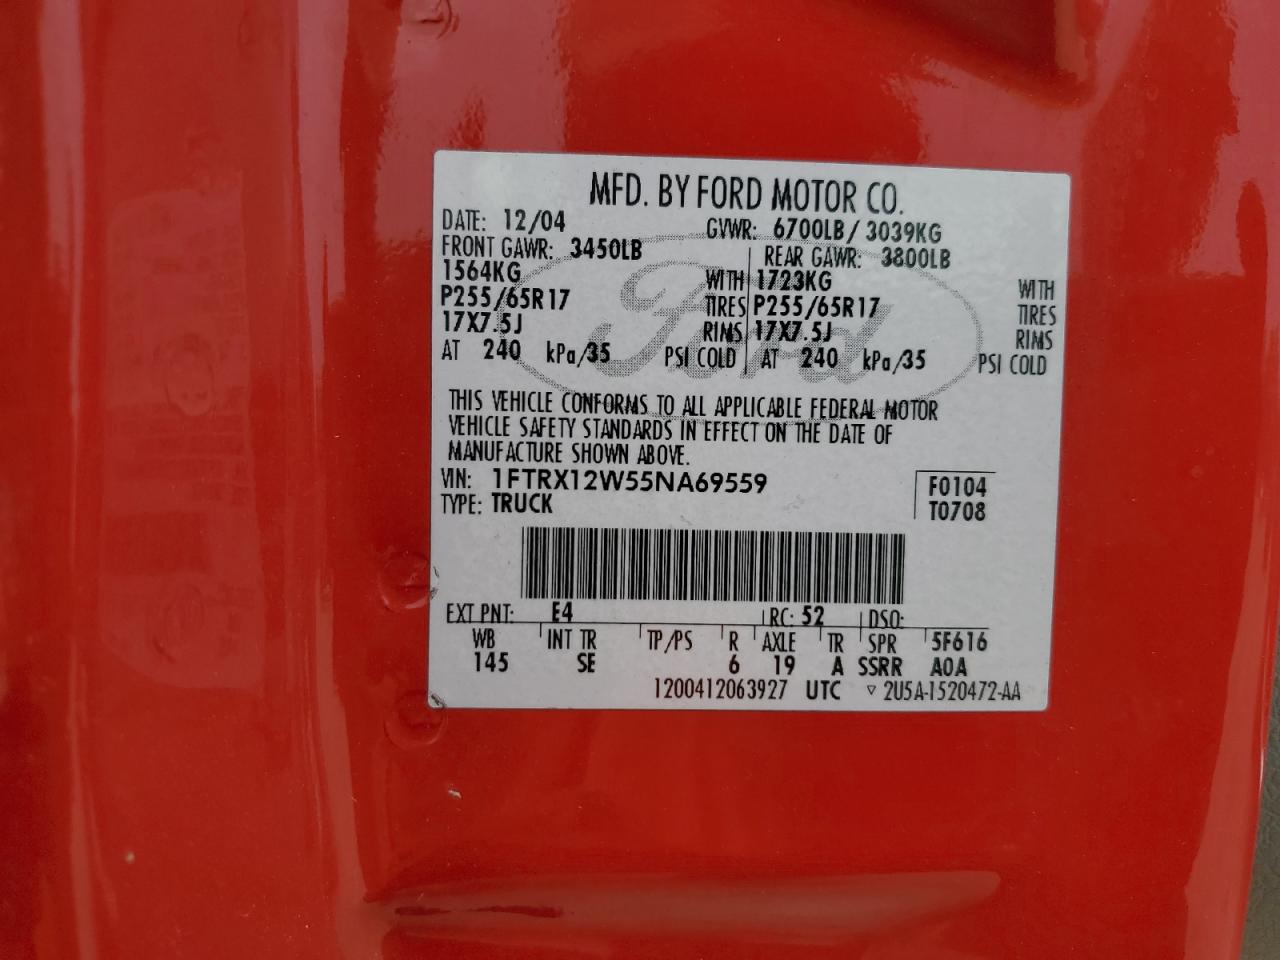 MFD. BY FORD MOTOR CO.
DATE: 12/04 GVWR: 6700LB/ 3039KG
FRONT GAWR: 3450LB REAR GAWR: 3800LB
1564KG WITH 1723KG WITH
P255/65R17 TIRES P255/65R17 TIRES
17X7.5J RIMS 17X7.5J RIMS
AT 240 kPa/35 PSI COLD AT 240 kPa/35 PSI COLD
Ford
THIS VEHICLE CONFORMS TO ALL APPLICABLE FEDERAL MOTOR
VEHICLE SAFETY STANDARDS IN EFFECT ON THE DATE OF
MANUFACTURE SHOWN ABOVE.
VIN: 1FTRX12W55NA69559 F0104
TYPE: TRUCK T0708
EXT PNT: E4 RC: 52 DSO:
WB INT TR TP/PS R AXLE TR SPR 5F616
145 SE 6 19 A SSRR A0A
1200412063927 UTC ▽ 2U5A-1520472-AA